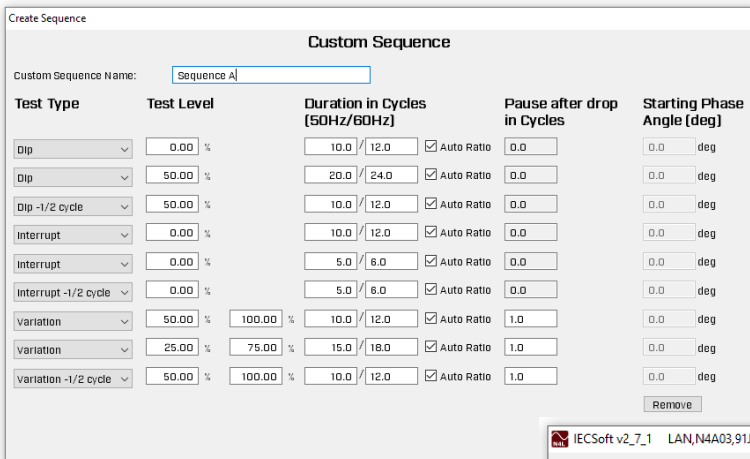 Create Sequence
Custom Sequence
Custom Sequence Name: Sequence A
Test Type Test Level Duration in Cycles (50Hz/60Hz) Pause after drop in Cycles Starting Phase Angle (deg)
Dip 0.00 % 10.0 / 12.0 Auto Ratio 0.0 0.0 deg
Dip 50.00 % 20.0 / 24.0 Auto Ratio 0.0 0.0 deg
Dip -1/2 cycle 50.00 % 10.0 / 12.0 Auto Ratio 0.0 0.0 deg
Interrupt 0.00 % 10.0 / 12.0 Auto Ratio 0.0 0.0 deg
Interrupt 0.00 % 5.0 / 6.0 Auto Ratio 0.0 0.0 deg
Interrupt -1/2 cycle 0.00 % 5.0 / 6.0 Auto Ratio 0.0 0.0 deg
Variation 50.00 % 100.00 % 10.0 / 12.0 Auto Ratio 1.0 0.0 deg
Variation 25.00 % 75.00 % 15.0 / 18.0 Auto Ratio 1.0 0.0 deg
Variation -1/2 cycle 50.00 % 100.00 % 10.0 / 12.0 Auto Ratio 1.0 0.0 deg
Remove
N4L IECSoft v2_7_1 LAN,N4A03,91